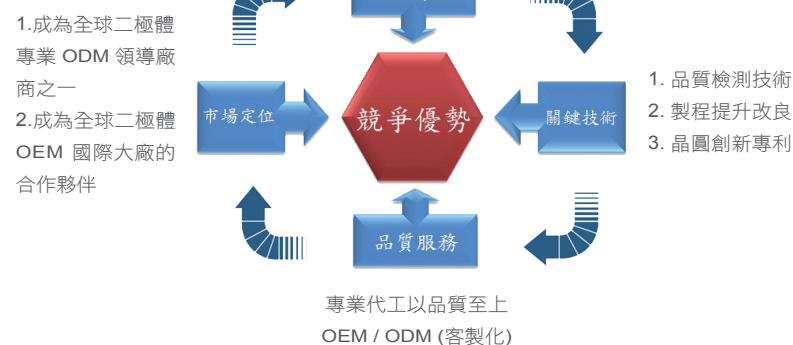 1.成為全球二極體
專業 ODM 領導廠
商之一
2.成為全球二極體
OEM 國際大廠的
合作夥伴
市場定位
競爭優勢
關鍵技術
1. 品質檢測技術
2. 製程提升改良
3. 晶圓創新專利
品質服務
專業代工以品質至上
OEM / ODM (客製化)